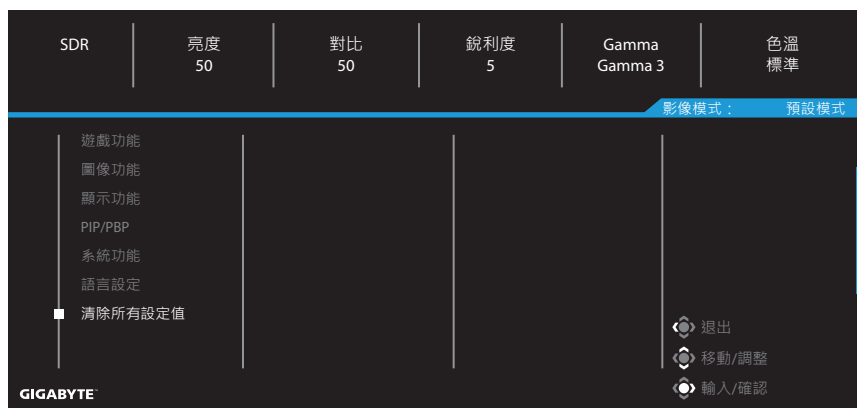 SDR
亮度
50
對比
50
銳利度
5
Gamma
Gamma 3
色溫
標準
影像模式： 預設模式
遊戲功能
圖像功能
顯示功能
PIP/PBP
系統功能
語言設定
清除所有設定值
退出
移動/調整
輸入/確認
GIGABYTE™